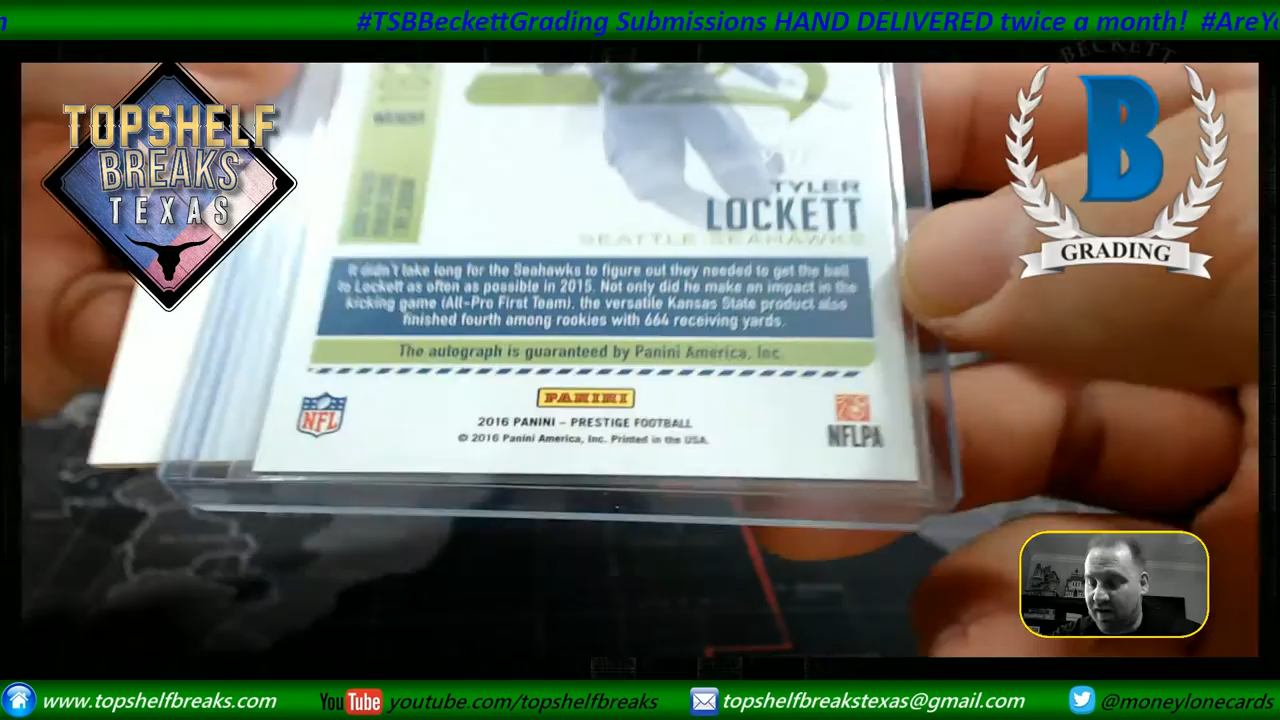 #TSBBeckettGrading Submissions HAND DELIVERED twice a month! #AreYo
TOPSHELF
BREAKS
TEXAS
BECKETT
B
GRADING
TYLER
LOCKETT
SEATTLE SEAHAWKS
It didn't take long for the Seahawks to figure out they needed to get the ball
to Lockett as often as possible in 2015. Not only did he make an impact in the
kicking game (All-Pro First Team), the versatile Kansas State product also
finished fourth among rookies with 664 receiving yards.
The autograph is guaranteed by Panini America, Inc.
NFL
PANINI
2016 PANINI – PRESTIGE FOOTBALL
© 2016 Panini America, Inc. Printed in the USA.
NFLPA
www.topshelfbreaks.com
YouTube youtube.com/topshelfbreaks
topshelfbreakstexas@gmail.com
@moneylonecards